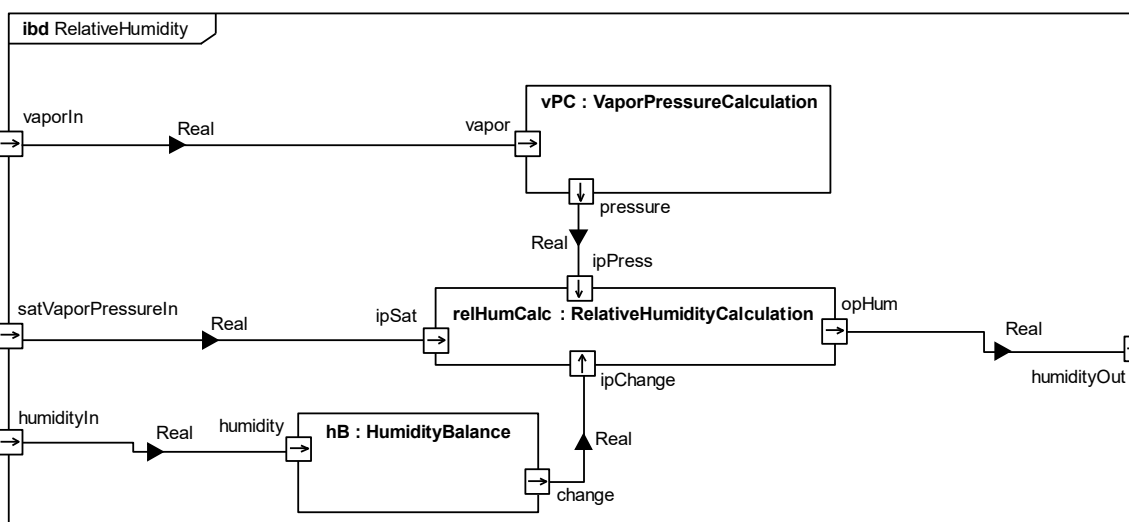 ibd RelativeHumidity
vPC : VaporPressureCalculation
vaporIn
Real
vapor
pressure
Real
ipPress
satVaporPressureIn
Real
ipSat
relHumCalc : RelativeHumidityCalculation
opHum
Real
humidityOut
ipChange
humidityIn
Real
humidity
hB : HumidityBalance
Real
change